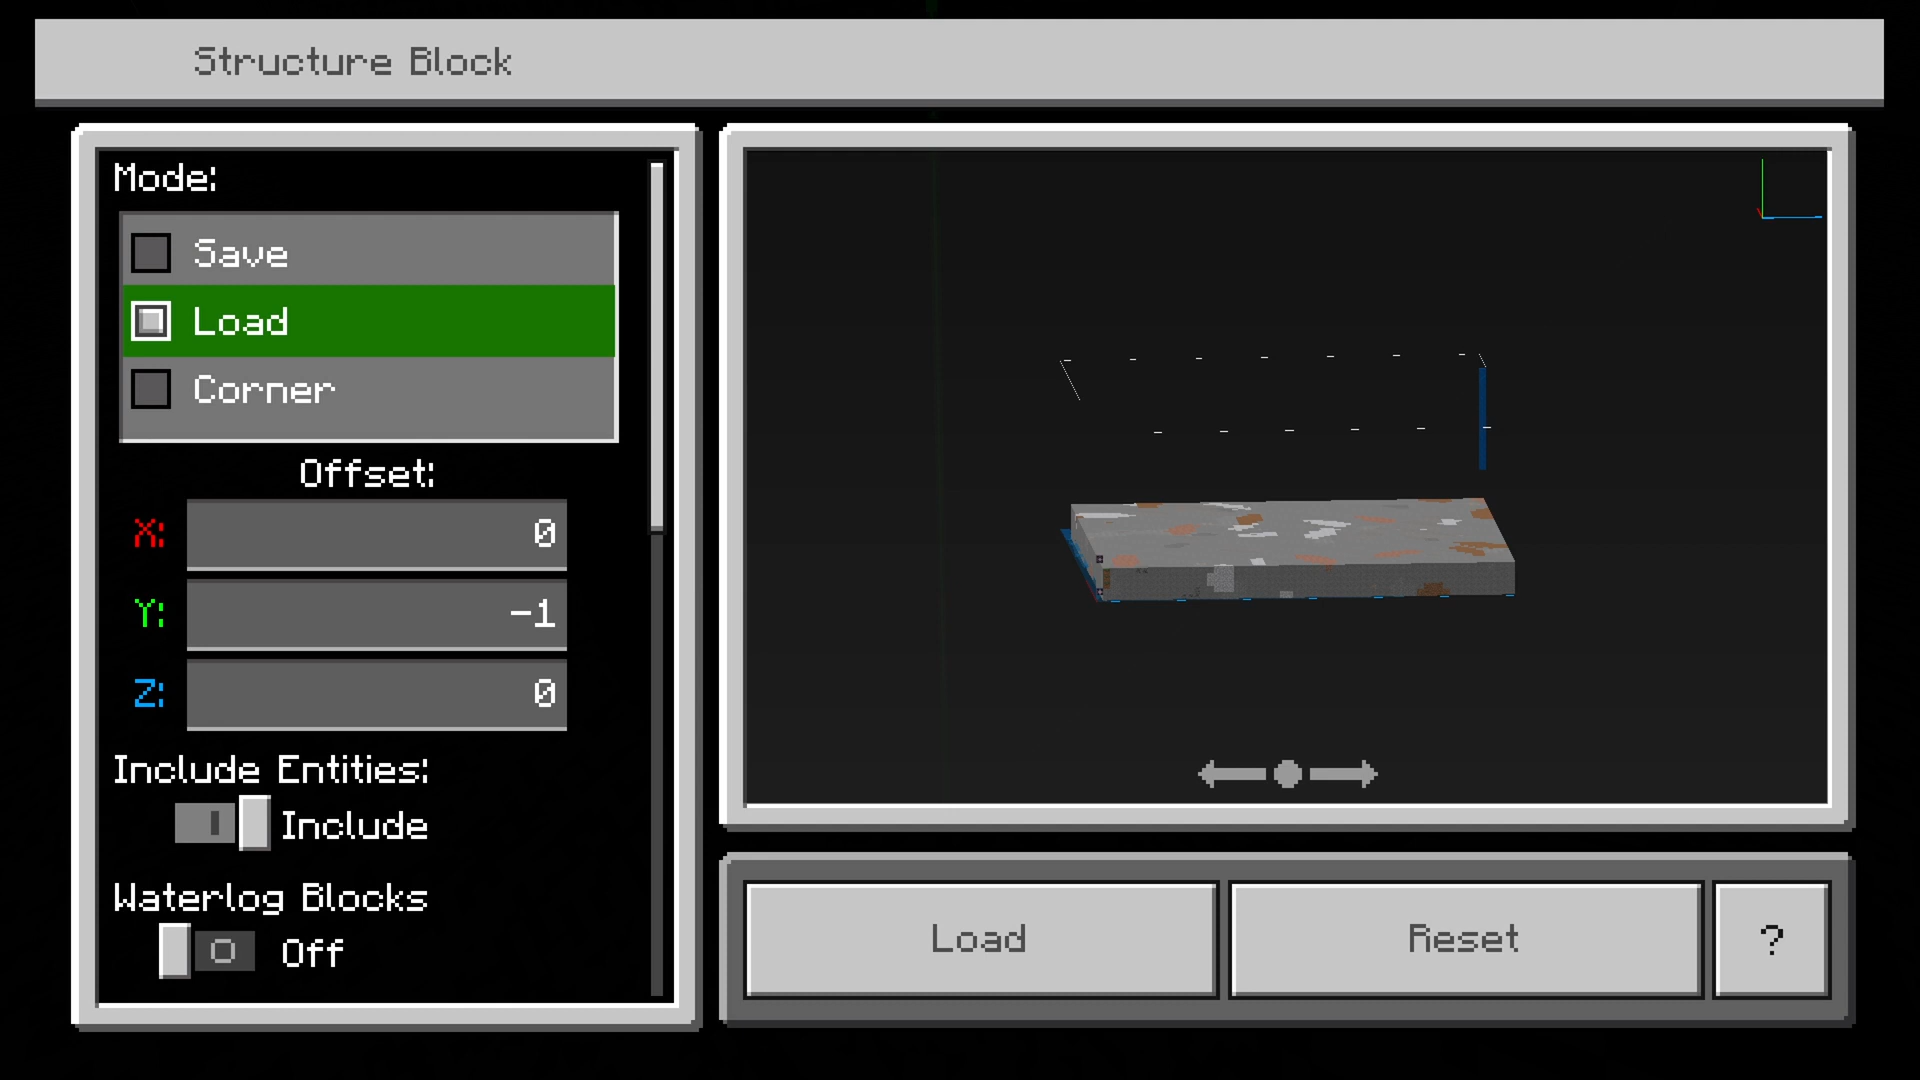 Structure Block
Mode:
Save
Load
Corner
Offset:
X: 0
Y: -1
Z: 0
Include Entities:
Include
Waterlog Blocks
Off
Load
Reset
?